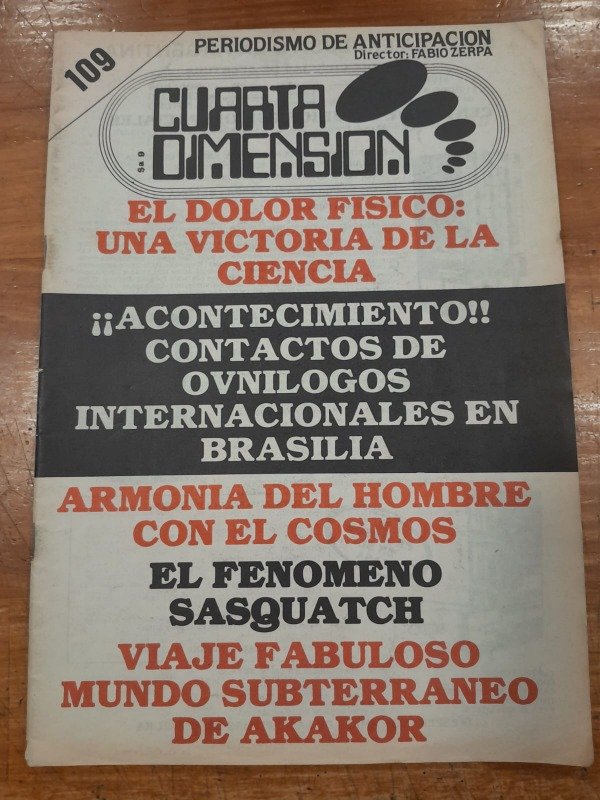 109
PERIODISMO DE ANTICIPACION
Director: FABIO ZERPA
CUARTA
DIMENSION
Sa 9
EL DOLOR FISICO:
UNA VICTORIA DE LA
CIENCIA
¡¡ACONTECIMIENTO!!
CONTACTOS DE
OVNILOGOS
INTERNACIONALES EN
BRASILIA
ARMONIA DEL HOMBRE
CON EL COSMOS
EL FENOMENO
SASQUATCH
VIAJE FABULOSO
MUNDO SUBTERRANEO
DE AKAKOR